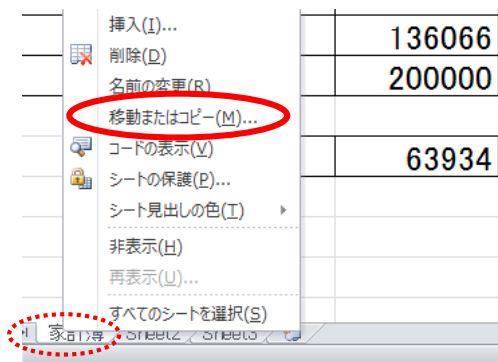 挿入(I)...
136066
削除(D)
名前の変更(R)
200000
移動またはコピー(M)...
コードの表示(V)
63934
シートの保護(P)...
シート見出しの色(T)
非表示(H)
再表示(U)...
すべてのシートを選択(S)
家計簿 Sheet2 Sheet3